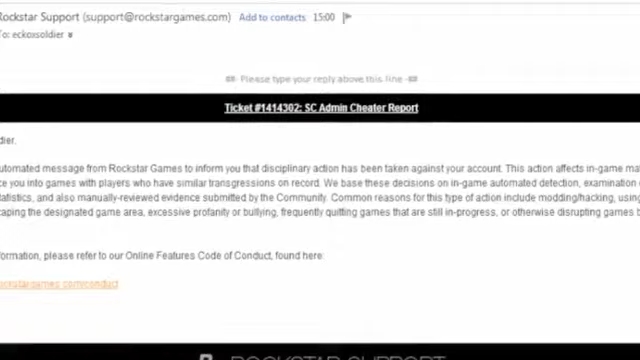 Rockstar Support (support@rockstargames.com) Add to contacts 15:00
To: eckoxsoldier
Please type your reply above this line
Ticket #1414302: SC Admin Cheater Report
dier,
utomated message from Rockstar Games to inform you that disciplinary action has been taken against your account. This action affects in-game mat
ce you into games with players who have similar transgressions on record. We base these decisions on in-game automated detection, examination
tatistics, and also manually-reviewed evidence submitted by the Community. Common reasons for this type of action include modding/hacking, using
caping the designated game area, excessive profanity or bullying, frequently quitting games that are still in-progress, or otherwise disrupting games b
formation, please refer to our Online Features Code of Conduct, found here:
ockstargames.com/conduct
ROCKSTAR SUPPORT